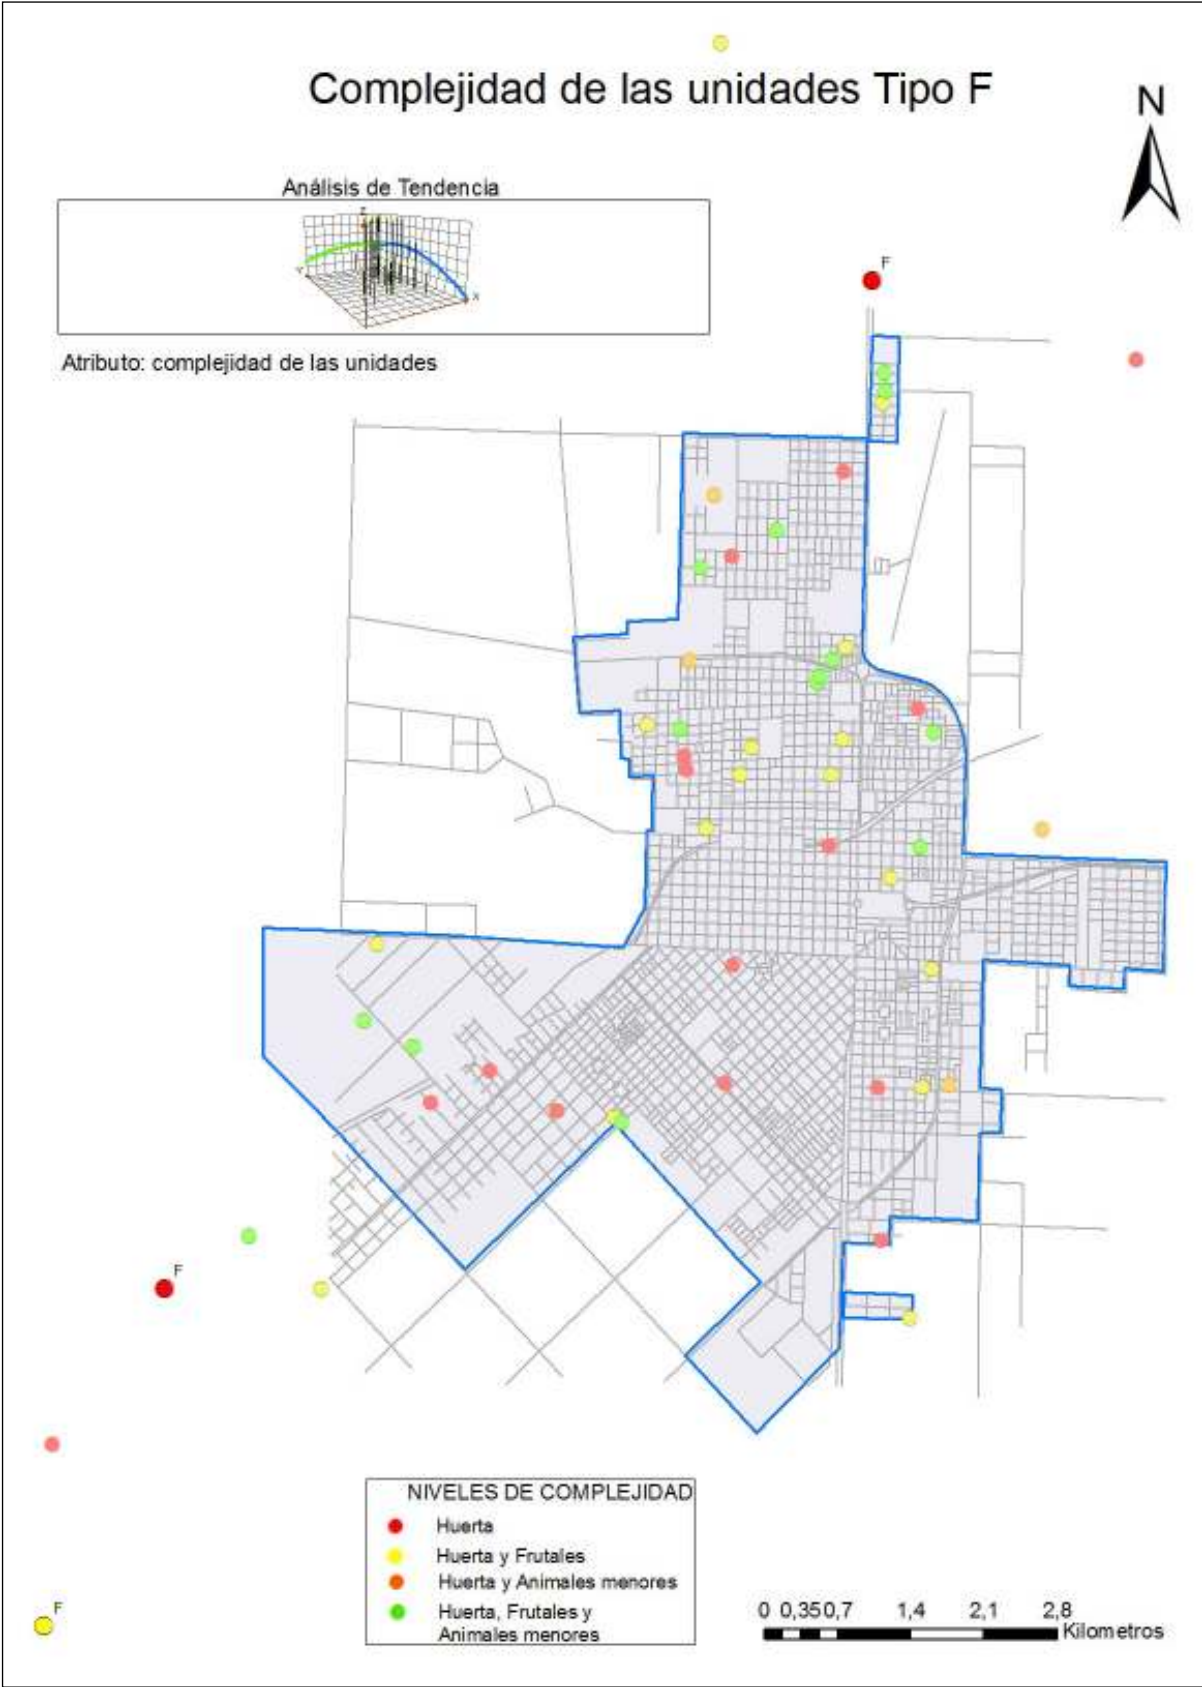 Complejidad de las unidades Tipo F
N
Análisis de Tendencia
Z
Y
X
Atributo: complejidad de las unidades
F
F
F
NIVELES DE COMPLEJIDAD
Huerta
Huerta y Frutales
Huerta y Animales menores
Huerta, Frutales y
Animales menores
0 0,35 0,7 1,4 2,1 2,8
Kilometros